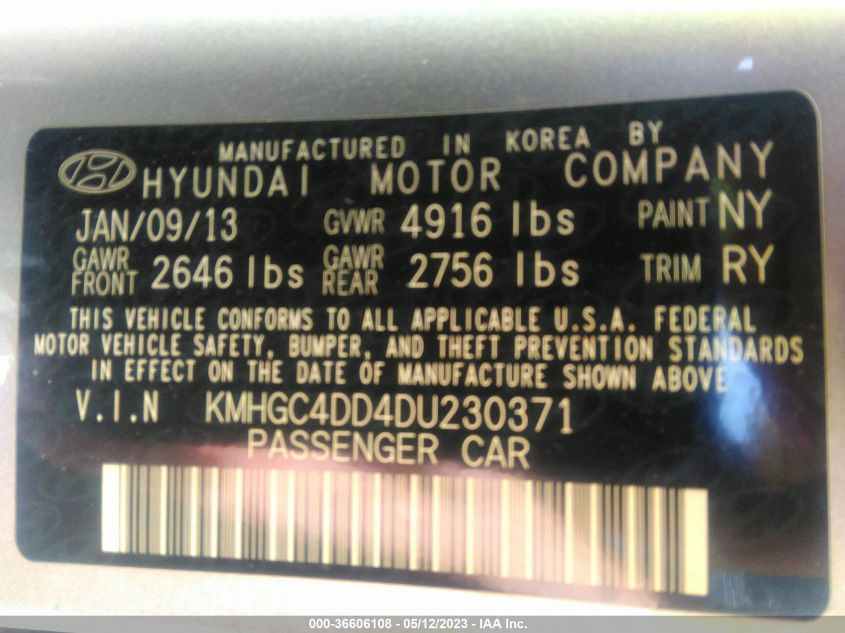 MANUFACTURED IN KOREA BY
HYUNDAI MOTOR COMPANY
JAN/09/13 GVWR 4916 lbs PAINT NY
GAWR FRONT 2646 lbs GAWR REAR 2756 lbs TRIM RY
THIS VEHICLE CONFORMS TO ALL APPLICABLE U.S.A. FEDERAL
MOTOR VEHICLE SAFETY, BUMPER, AND THEFT PREVENTION STANDARDS
IN EFFECT ON THE DATE OF MANUFACTURE SHOWN ABOVE
V.I.N KMHGC4DD4DU230371
PASSENGER CAR
000-36606108 - 05/12/2023 - IAA Inc.